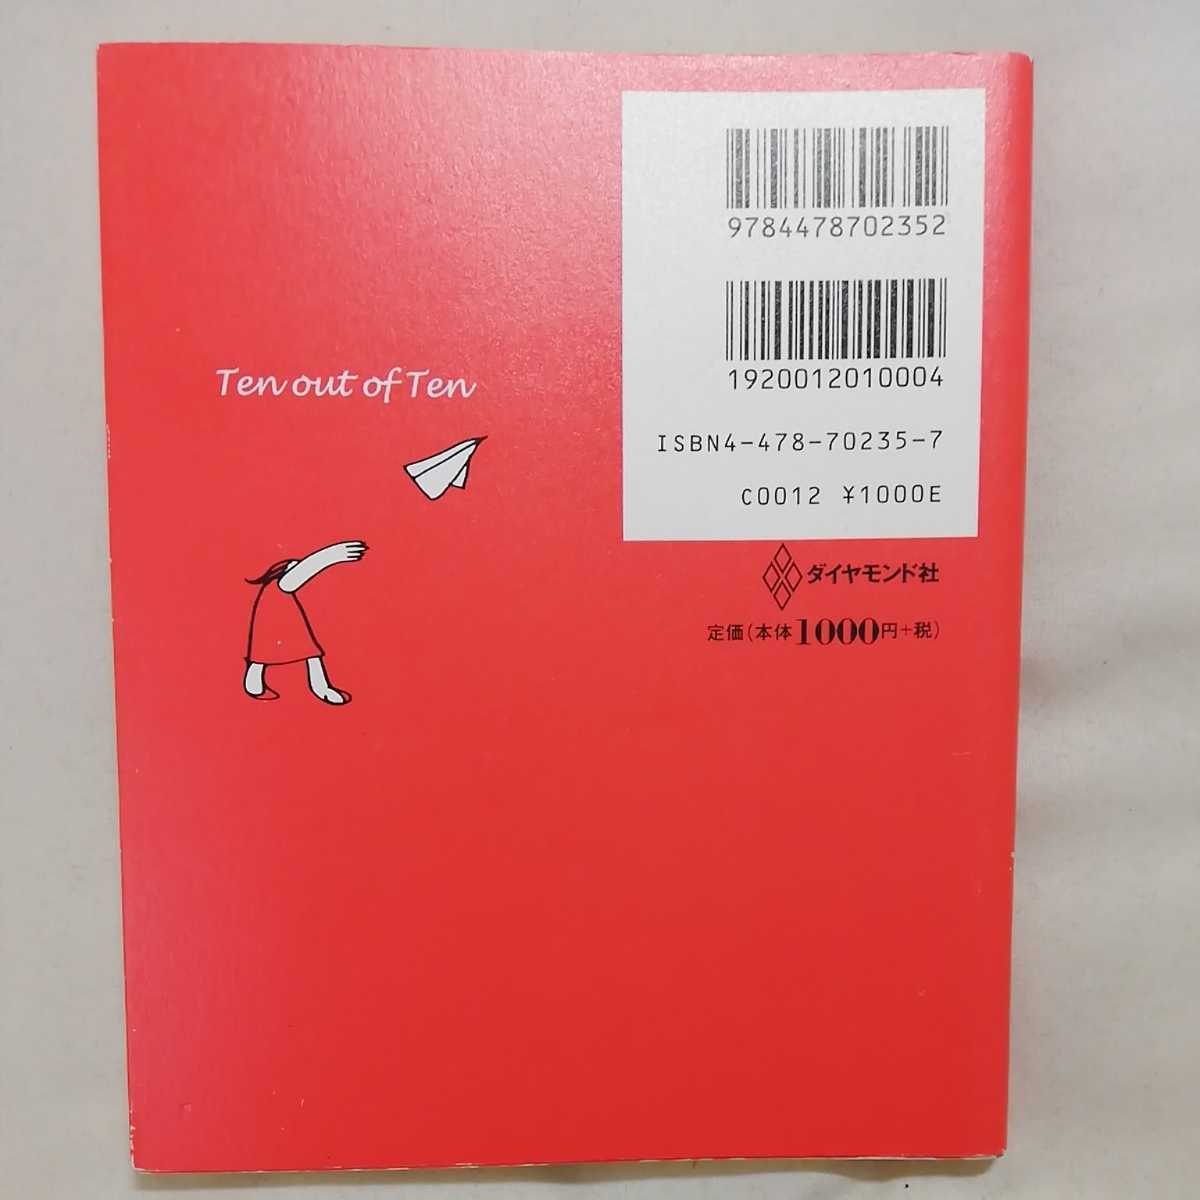 9784478702352
1920012010004
ISBN4-478-70235-7
C0012 ¥1000E
Ten out of Ten
ダイヤモンド社
定価(本体1000円+税)